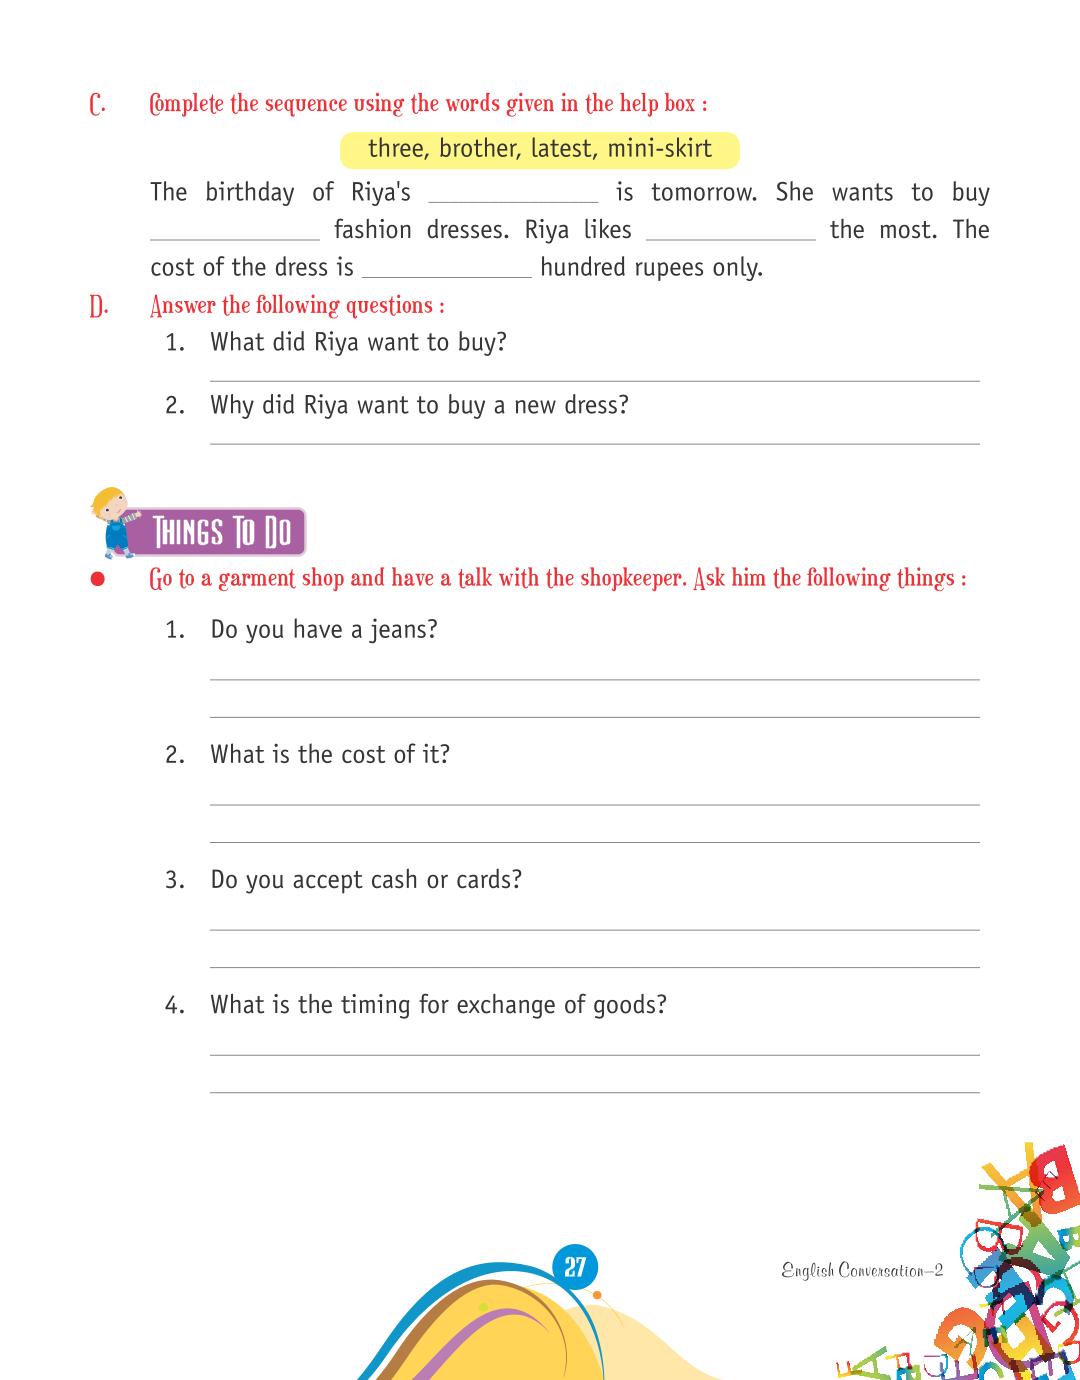 C. Complete the sequence using the words given in the help box :
three, brother, latest, mini-skirt
The birthday of Riya's ______________ is tomorrow. She wants to buy
______________ fashion dresses. Riya likes ______________ the most. The
cost of the dress is ______________ hundred rupees only.
D. Answer the following questions :
1. What did Riya want to buy?
2. Why did Riya want to buy a new dress?
THINGS TO DO
● Go to a garment shop and have a talk with the shopkeeper. Ask him the following things :
1. Do you have a jeans?
2. What is the cost of it?
3. Do you accept cash or cards?
4. What is the timing for exchange of goods?
27
English Conversation–2